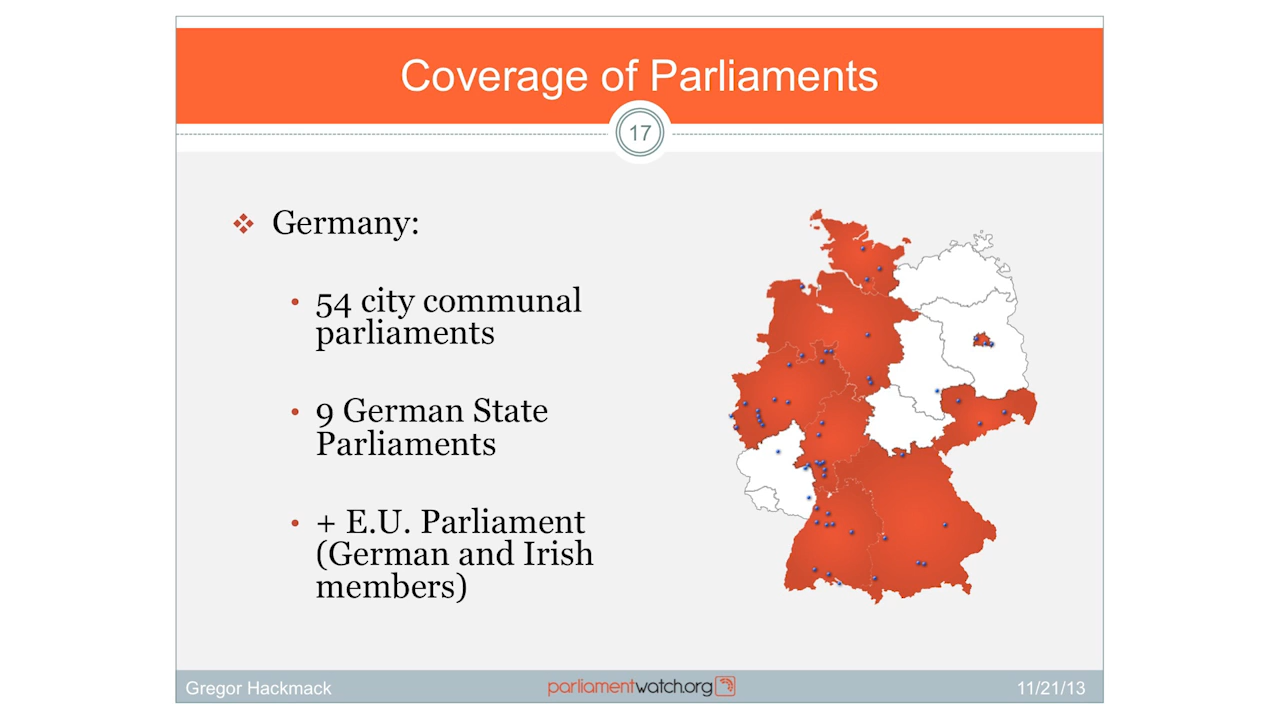 Coverage of Parliaments
17
Germany:
• 54 city communal
parliaments
• 9 German State
Parliaments
• + E.U. Parliament
(German and Irish
members)
Gregor Hackmack
parliamentwatch.org
11/21/13